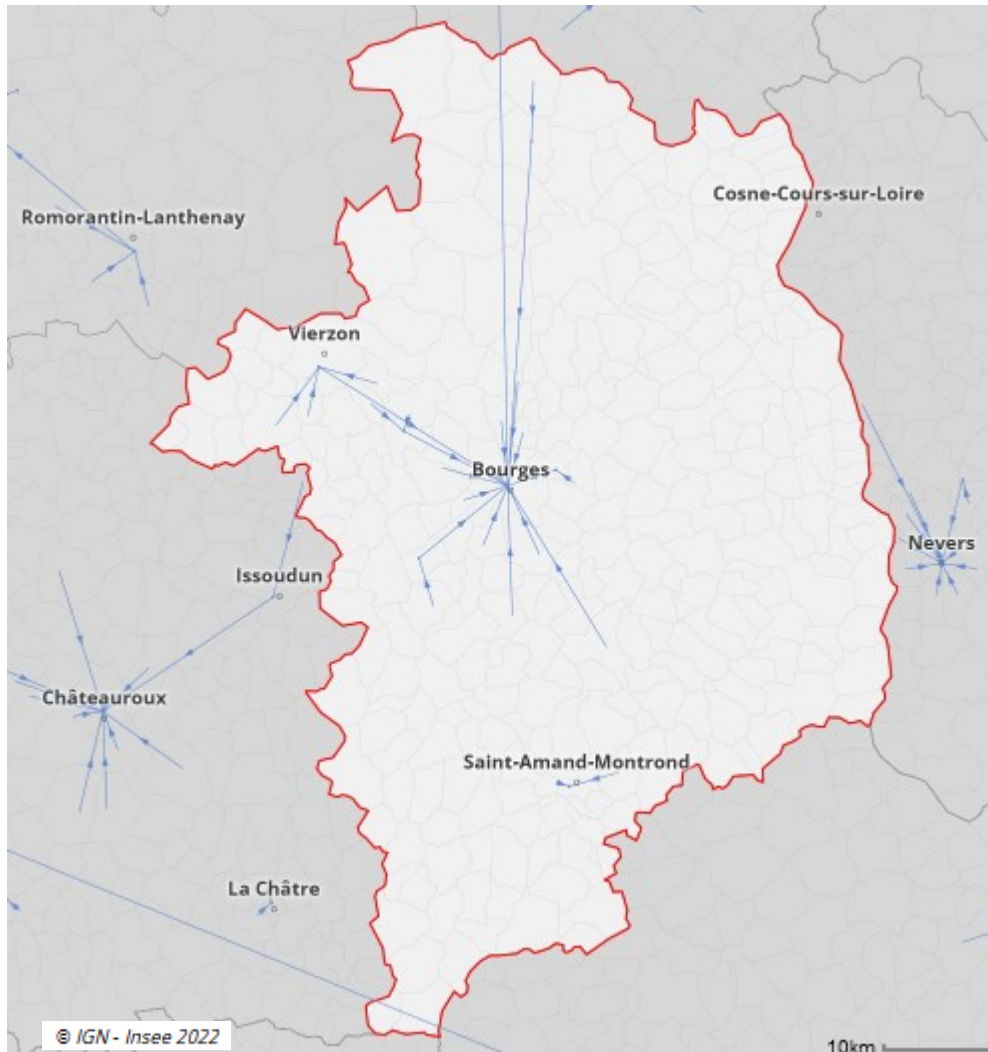 Cosne-Cours-sur-Loire
Romorantin-Lanthenay
Vierzon
Bourges
Nevers
Issoudun
Châteauroux
Saint-Amand-Montrond
La Châtre
© IGN - Insee 2022
10km